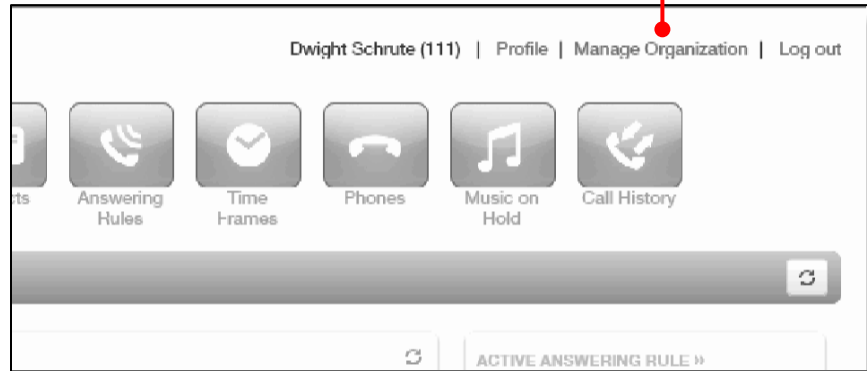 Dwight Schrute (111) | Profile | Manage Organization | Log out
cts Answering Rules
Time Frames
Phones
Music on Hold
Call History
ACTIVE ANSWERING RULE »